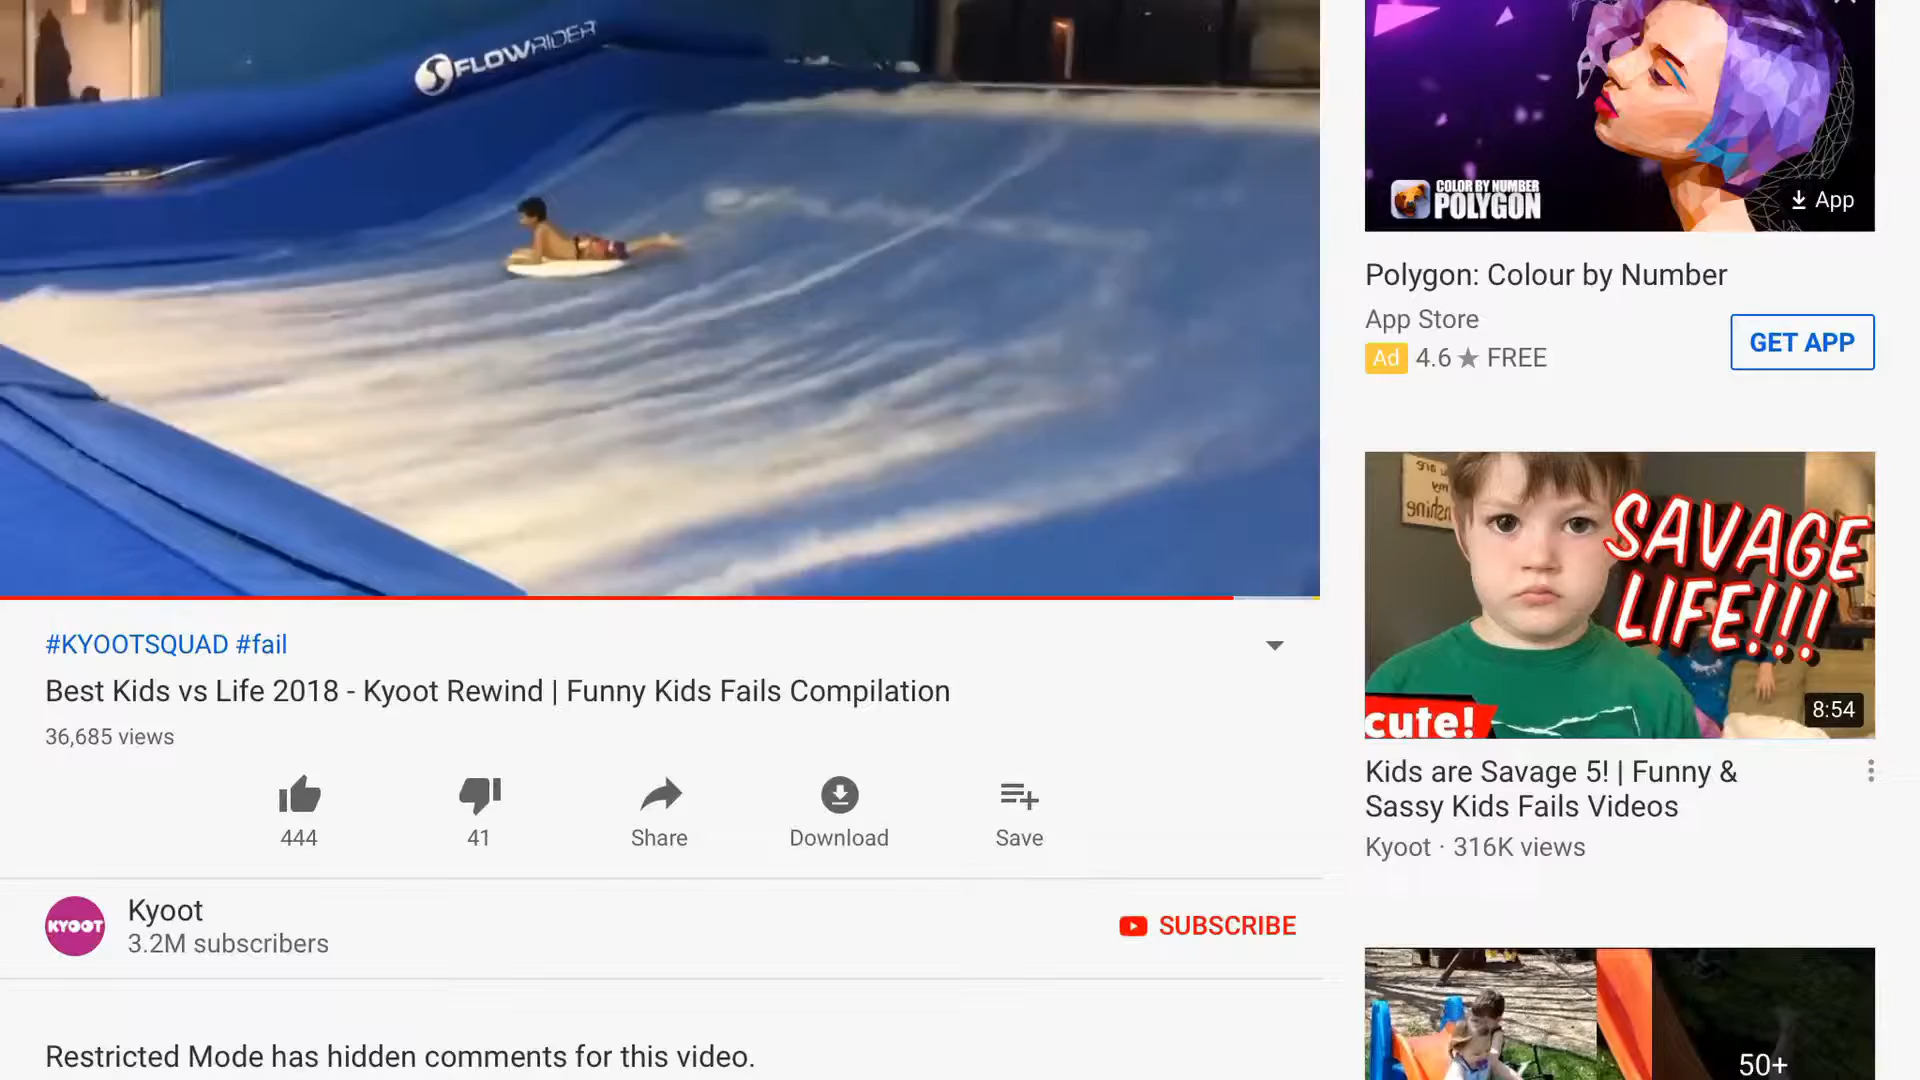 FLOWRIDER
#KYOOTSQUAD #fail
Best Kids vs Life 2018 - Kyoot Rewind | Funny Kids Fails Compilation
36,685 views
444
41
Share
Download
Save
KYOOT
Kyoot
3.2M subscribers
SUBSCRIBE
Restricted Mode has hidden comments for this video.
COLOR BY NUMBER
POLYGON
App
Polygon: Colour by Number
App Store
Ad 4.6 ★ FREE
GET APP
SAVAGE
LIFE!!!
cute!
8:54
Kids are Savage 5! | Funny &
Sassy Kids Fails Videos
Kyoot · 316K views
50+